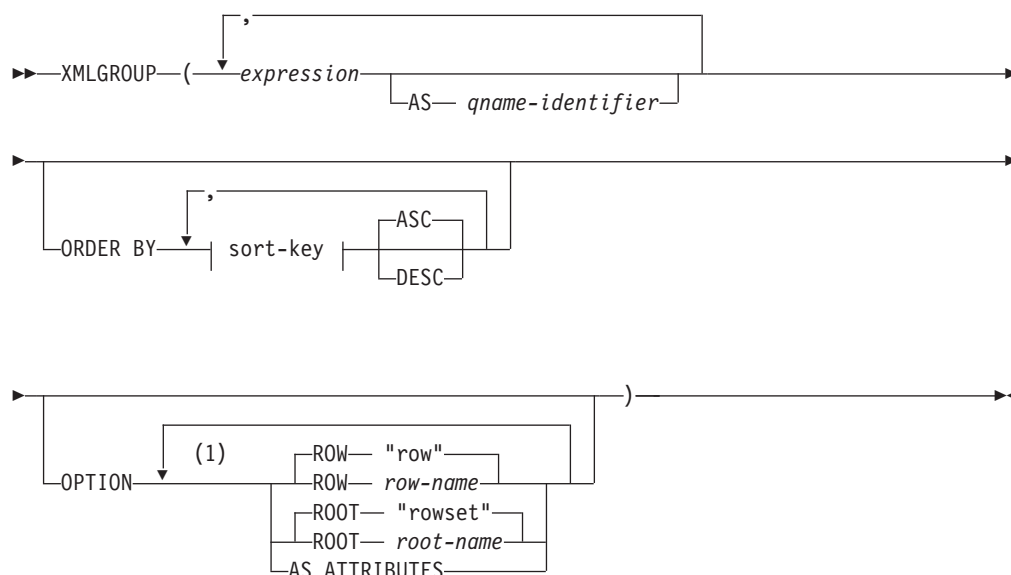 ,
XMLGROUP ( expression
AS qname-identifier
,
ORDER BY sort-key ASC
DESC
)
(1)
OPTION ROW "row"
ROW row-name
ROOT "rowset"
ROOT root-name
AS ATTRIBUTES